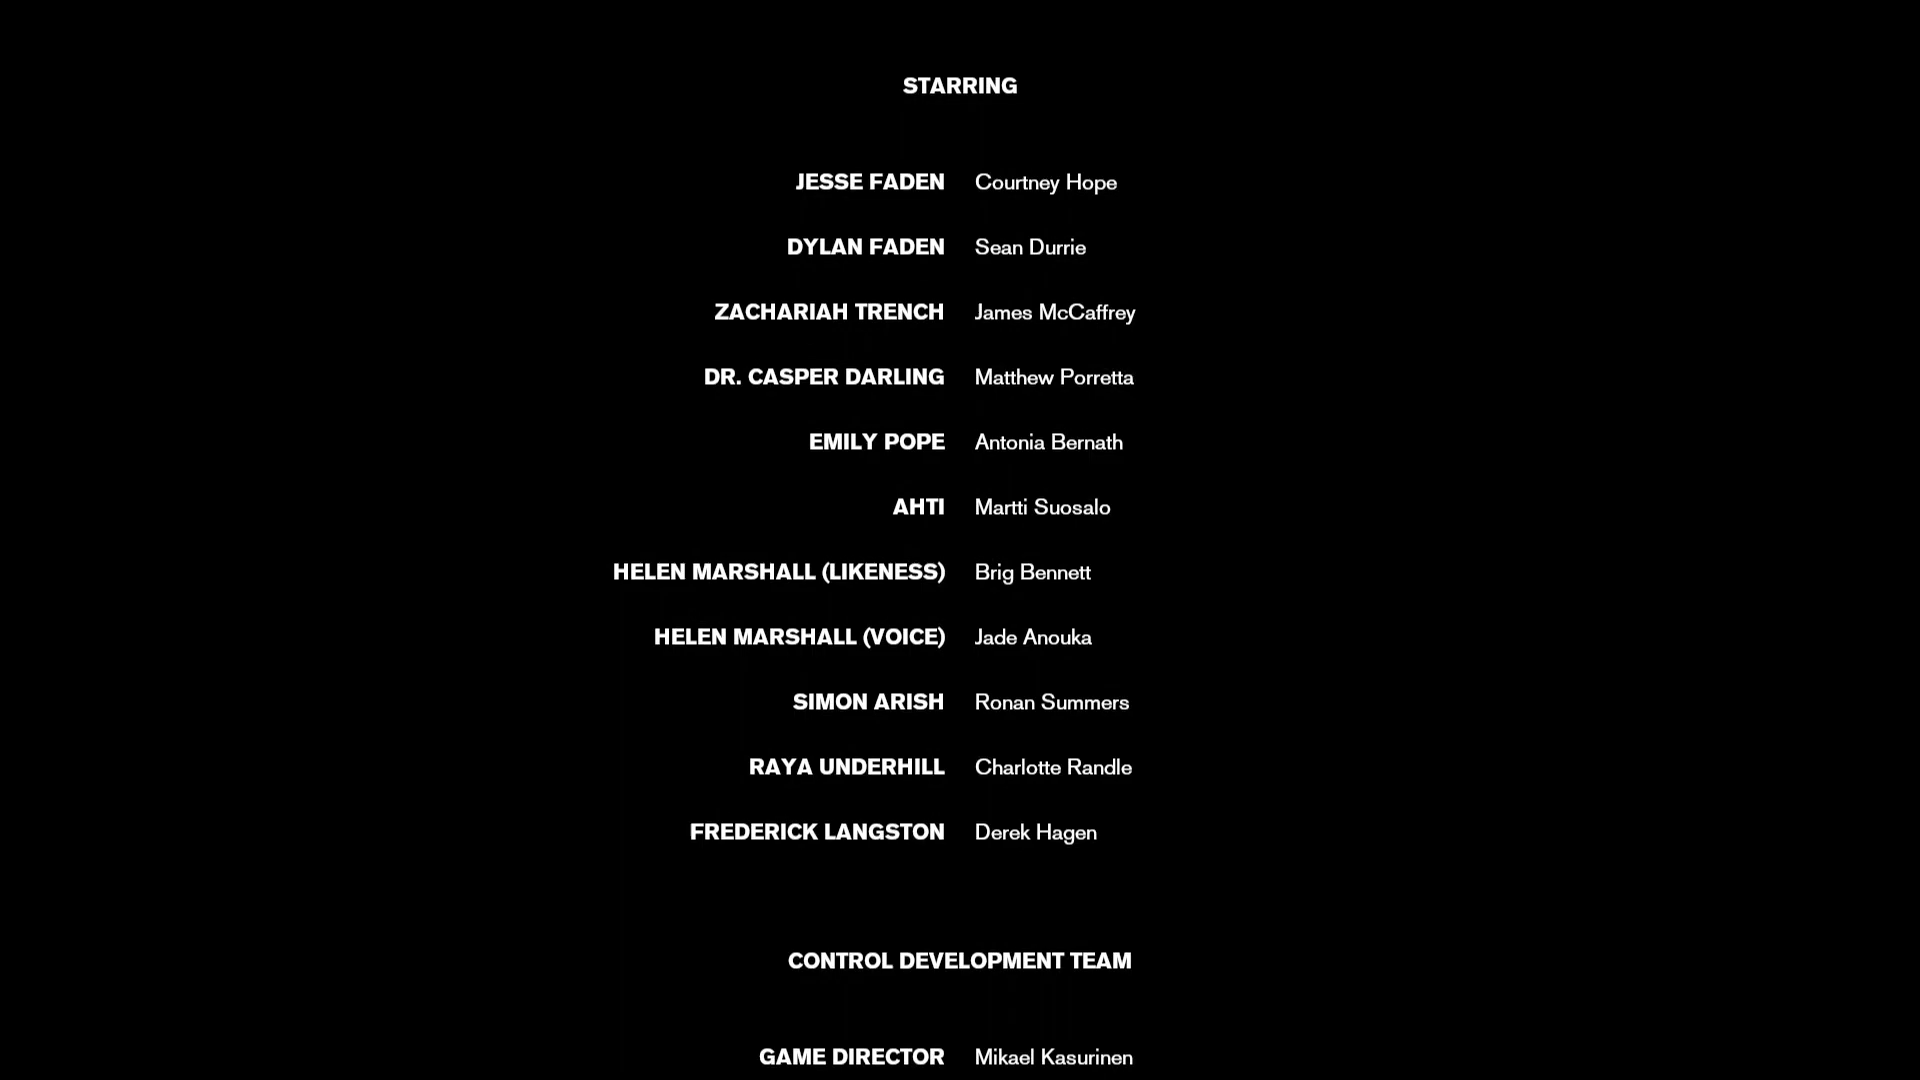 STARRING
JESSE FADEN Courtney Hope
DYLAN FADEN Sean Durrie
ZACHARIAH TRENCH James McCaffrey
DR. CASPER DARLING Matthew Porretta
EMILY POPE Antonia Bernath
AHTI Martti Suosalo
HELEN MARSHALL (LIKENESS) Brig Bennett
HELEN MARSHALL (VOICE) Jade Anouka
SIMON ARISH Ronan Summers
RAYA UNDERHILL Charlotte Randle
FREDERICK LANGSTON Derek Hagen
CONTROL DEVELOPMENT TEAM
GAME DIRECTOR Mikael Kasurinen